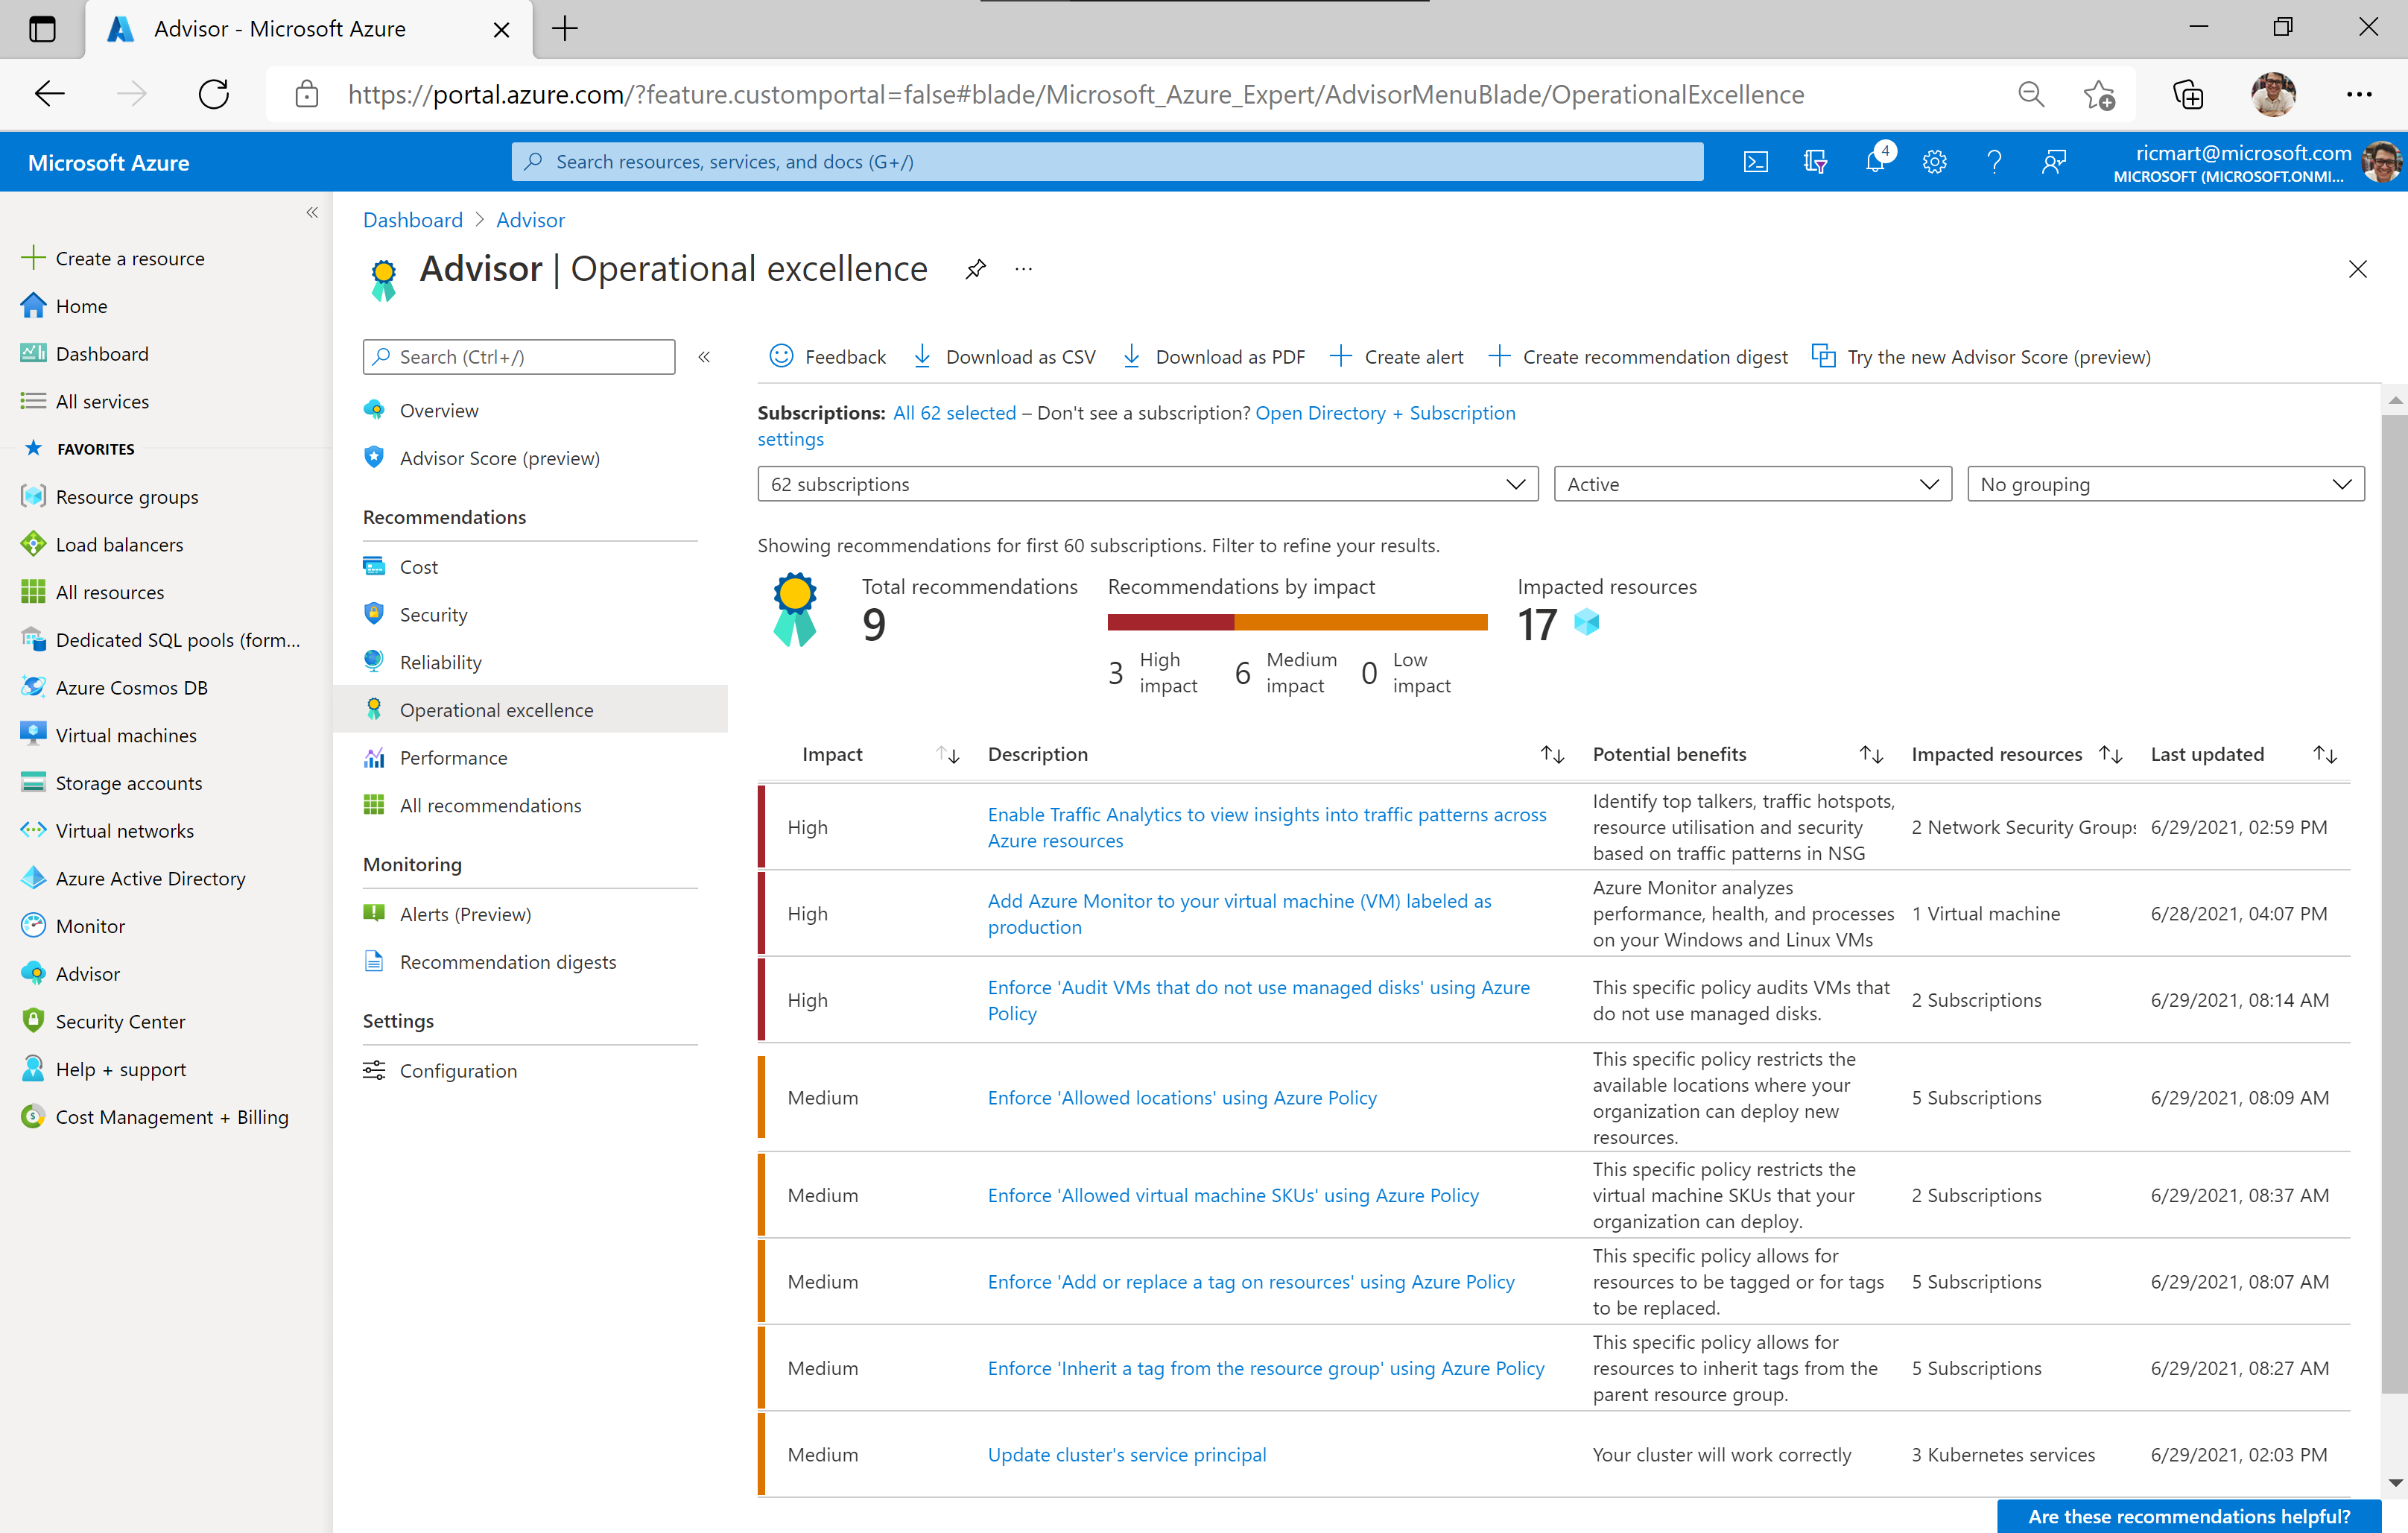 Advisor - Microsoft Azure
https://portal.azure.com/?feature.customportal=false#blade/Microsoft_Azure_Expert/AdvisorMenuBlade/OperationalExcellence
Microsoft Azure
Search resources, services, and docs (G+/)
4
ricmart@microsoft.com
MICROSOFT (MICROSOFT.ONMI...
Create a resource
Home
Dashboard
All services
FAVORITES
Resource groups
Load balancers
All resources
Dedicated SQL pools (form...
Azure Cosmos DB
Virtual machines
Storage accounts
Virtual networks
Azure Active Directory
Monitor
Advisor
Security Center
Help + support
Cost Management + Billing
Dashboard > Advisor
Advisor | Operational excellence
Search (Ctrl+/)
Overview
Advisor Score (preview)
Recommendations
Cost
Security
Reliability
Operational excellence
Performance
All recommendations
Monitoring
Alerts (Preview)
Recommendation digests
Settings
Configuration
Feedback
Download as CSV
Download as PDF
Create alert
Create recommendation digest
Try the new Advisor Score (preview)
Subscriptions: All 62 selected – Don't see a subscription? Open Directory + Subscription
settings
62 subscriptions
Active
No grouping
Showing recommendations for first 60 subscriptions. Filter to refine your results.
Total recommendations
9
Recommendations by impact
3 High
impact
6 Medium
impact
0 Low
impact
Impacted resources
17
Impact
Description
Potential benefits
Impacted resources
Last updated
High
Enable Traffic Analytics to view insights into traffic patterns across
Azure resources
Identify top talkers, traffic hotspots,
resource utilisation and security
based on traffic patterns in NSG
2 Network Security Groups
6/29/2021, 02:59 PM
High
Add Azure Monitor to your virtual machine (VM) labeled as
production
Azure Monitor analyzes
performance, health, and processes
on your Windows and Linux VMs
1 Virtual machine
6/28/2021, 04:07 PM
High
Enforce 'Audit VMs that do not use managed disks' using Azure
Policy
This specific policy audits VMs that
do not use managed disks.
2 Subscriptions
6/29/2021, 08:14 AM
Medium
Enforce 'Allowed locations' using Azure Policy
This specific policy restricts the
available locations where your
organization can deploy new
resources.
5 Subscriptions
6/29/2021, 08:09 AM
Medium
Enforce 'Allowed virtual machine SKUs' using Azure Policy
This specific policy restricts the
virtual machine SKUs that your
organization can deploy.
2 Subscriptions
6/29/2021, 08:37 AM
Medium
Enforce 'Add or replace a tag on resources' using Azure Policy
This specific policy allows for
resources to be tagged or for tags
to be replaced.
5 Subscriptions
6/29/2021, 08:07 AM
Medium
Enforce 'Inherit a tag from the resource group' using Azure Policy
This specific policy allows for
resources to inherit tags from the
parent resource group.
5 Subscriptions
6/29/2021, 08:27 AM
Medium
Update cluster's service principal
Your cluster will work correctly
3 Kubernetes services
6/29/2021, 02:03 PM
Are these recommendations helpful?